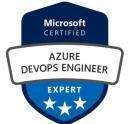 Microsoft
CERTIFIED
AZURE
DEVOPS ENGINEER
EXPERT